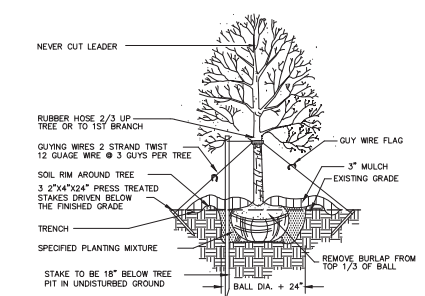 NEVER CUT LEADER
RUBBER HOSE 2/3 UP
TREE OR TO 1ST BRANCH
GUYING WIRES 2 STRAND TWIST
12 GUAGE WIRE @ 3 GUYS PER TREE
SOIL RIM AROUND TREE
3 2"X4"X24" PRESS TREATED
STAKES DRIVEN BELOW
THE FINISHED GRADE
TRENCH
SPECIFIED PLANTING MIXTURE
STAKE TO BE 18" BELOW TREE
PIT IN UNDISTURBED GROUND
GUY WIRE FLAG
3" MULCH
EXISTING GRADE
REMOVE BURLAP FROM
TOP 1/3 OF BALL
BALL DIA. + 24"